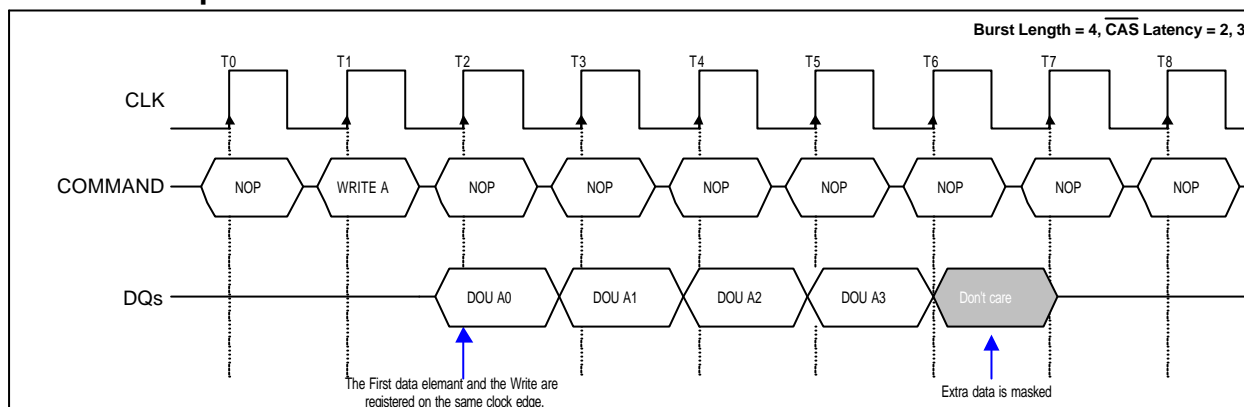 Burst Length = 4, CAS Latency = 2, 3
T0 T1 T2 T3 T4 T5 T6 T7 T8
CLK
COMMAND NOP WRITE A NOP NOP NOP NOP NOP NOP NOP
DQs DOU A0 DOU A1 DOU A2 DOU A3 Don't care
The First data elemant and the Write are
registered on the same clock edge.
Extra data is masked